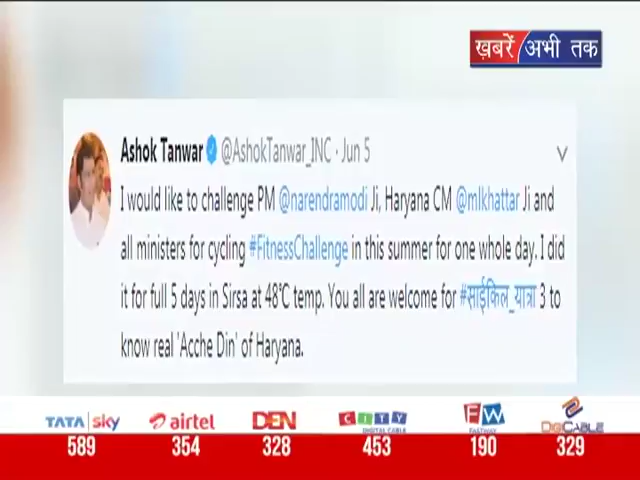 ख़बरें अभी तक
Ashok Tanwar @AshokTanwar_INC · Jun 5
I would like to challenge PM @narendramodi Ji, Haryana CM @mlkhattar Ji and
all ministers for cycling #FitnessChallenge in this summer for one whole day. I did
it for full 5 days in Sirsa at 48°C temp. You all are welcome for #साईकिल_यात्रा 3 to
know real 'Acche Din' of Haryana.
TATA sky airtel DEN CITY DIGITAL CABLE FW FASTWAY DIGICABLE
589 354 328 453 190 329